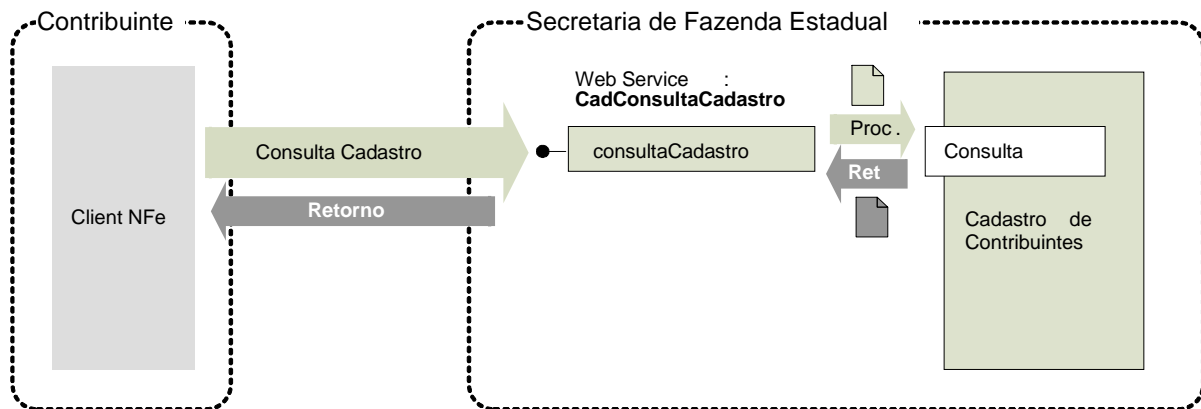 Contribuinte
Secretaria de Fazenda Estadual
Web Service :
CadConsultaCadastro
Consulta Cadastro
consultaCadastro
Proc .
Consulta
Ret
Retorno
Client NFe
Cadastro de
Contribuintes